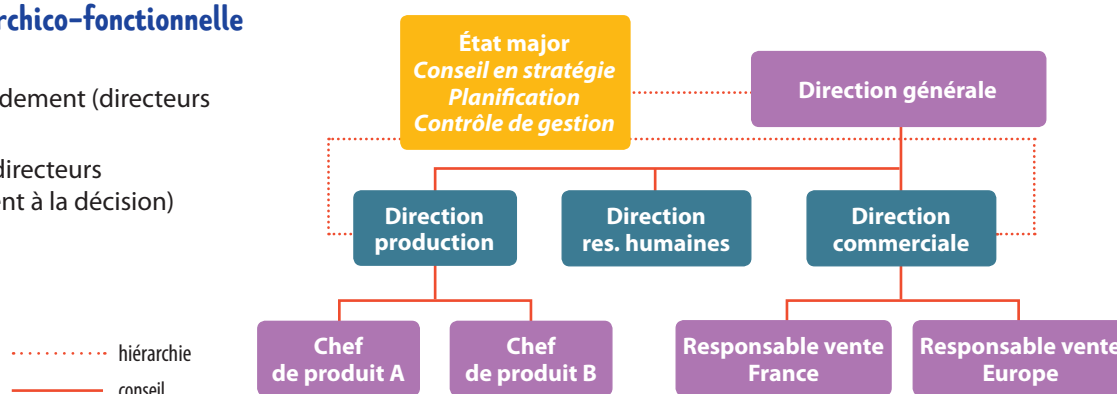 rchico-fonctionnelle
dement (directeurs
directeurs
ent à la décision)
État major
Conseil en stratégie
Planification
Contrôle de gestion
Direction générale
Direction
production
Direction
res. humaines
Direction
commerciale
Chef
de produit A
Chef
de produit B
Responsable vente
France
Responsable vente
Europe
hiérarchie
conseil